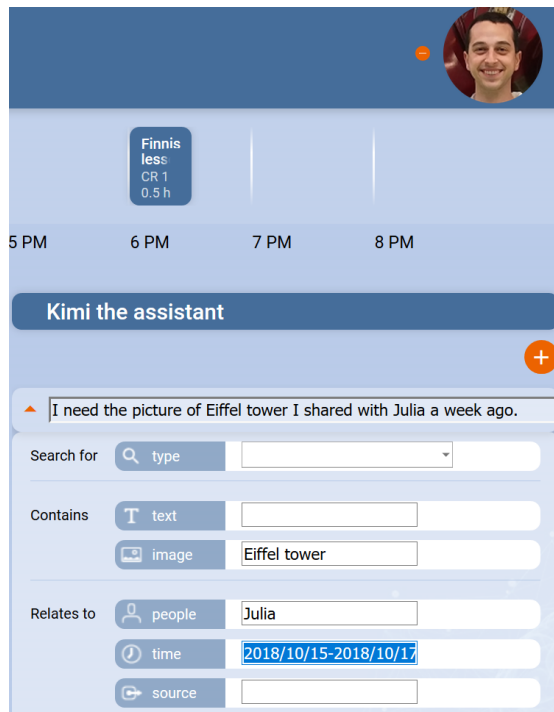 Finnis
less
CR 1
0.5 h
5 PM 6 PM 7 PM 8 PM
Kimi the assistant
I need the picture of Eiffel tower I shared with Julia a week ago.
Search for type
Contains text
image Eiffel tower
Relates to people Julia
time 2018/10/15-2018/10/17
source